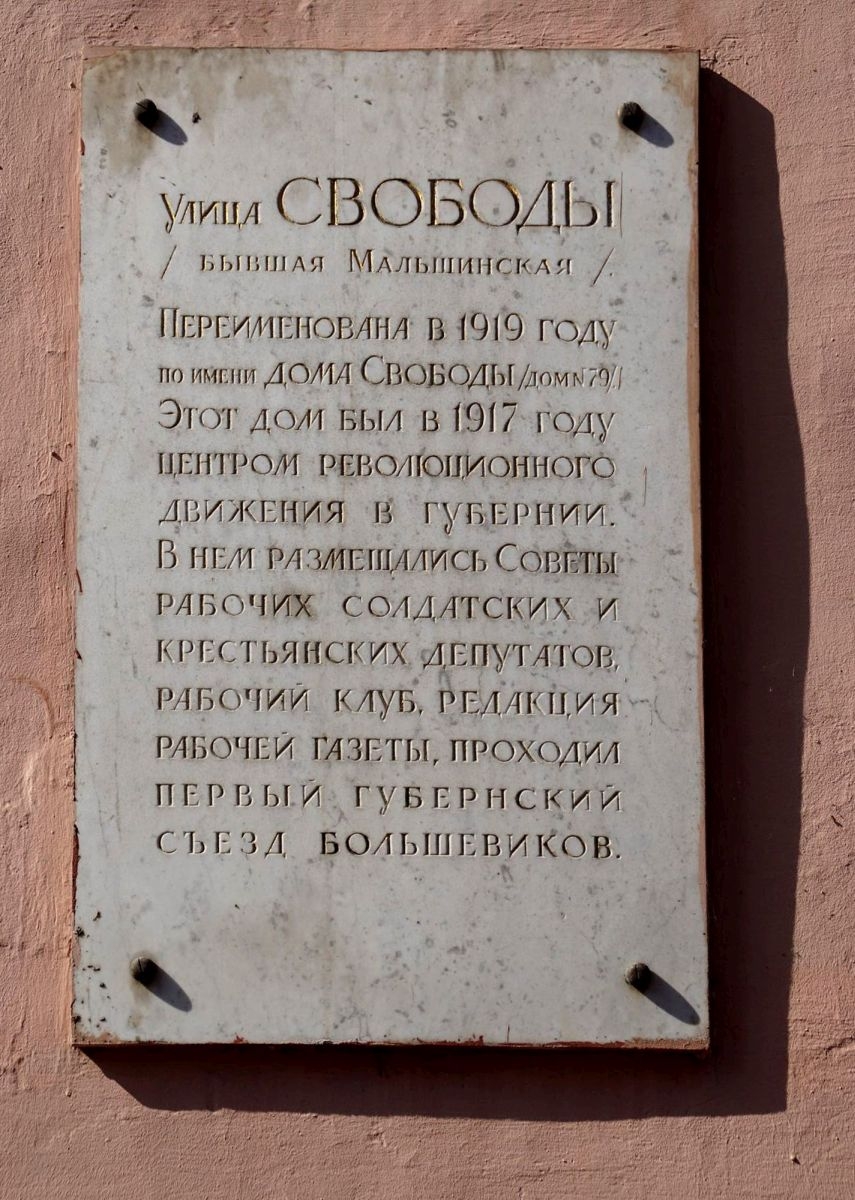 улица СВОБОДЫ
/ бывшая Мальшинская /.
Переименована в 1919 году
по имени дома Свободы /дом N79/.
Этот дом был в 1917 году
центром революционного
движения в губернии.
В нем размещались Советы
рабочих солдатских и
крестьянских депутатов,
рабочий клуб, редакция
рабочей газеты, проходил
первый губернский
съезд большевиков.